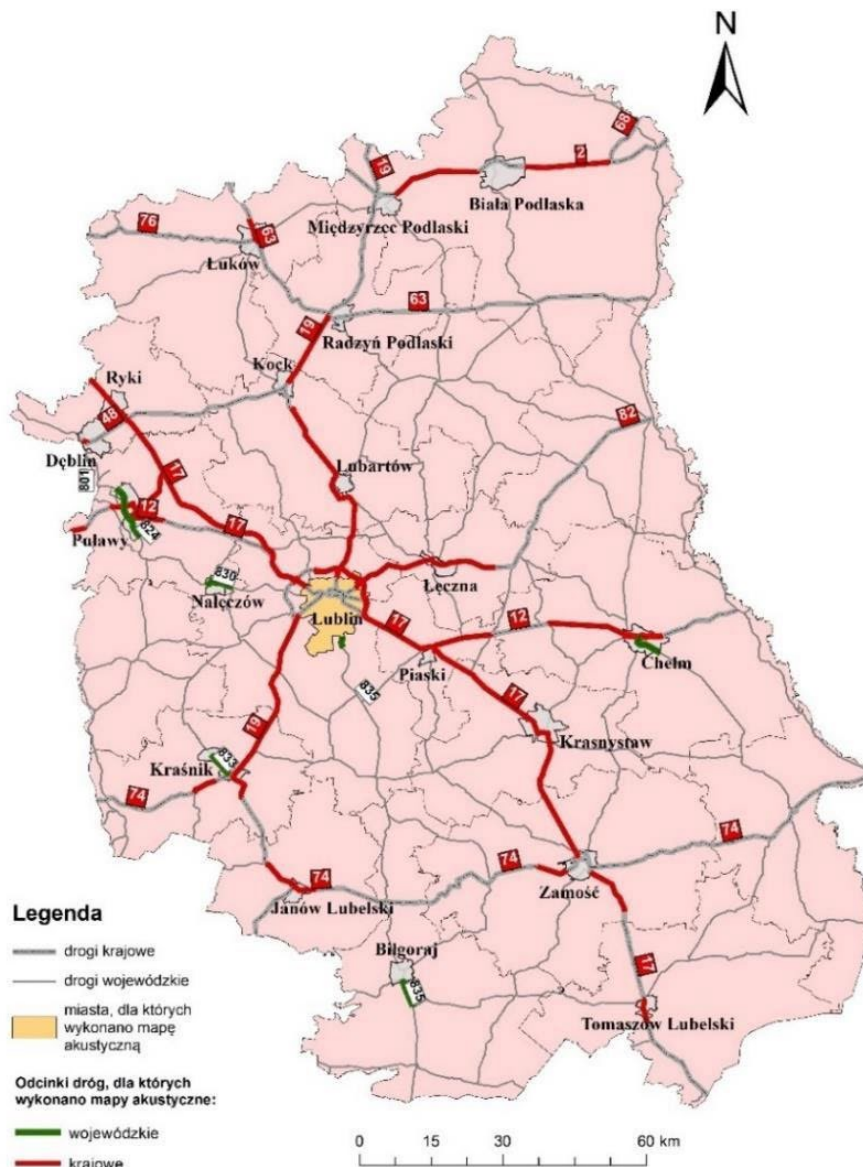 N
68
2
19
Biała Podlaska
Międzyrzec Podlaski
76
63
Łuków
63
19
Radzyń Podlaski
Kock
Ryki
82
48
Dęblin
Lubartów
801
17
12
17
824
Puławy
830
Łęczna
Nałęczów
Lublin
17
12
Chełm
Piaski
835
17
19
Krasnystaw
833
Kraśnik
74
74
74
74
Zamość
Janów Lubelski
Legenda
drogi krajowe
drogi wojewódzkie
miasta, dla których
wykonano mapę
akustyczną
Biłgoraj
835
17
Tomaszów Lubelski
Odcinki dróg, dla których
wykonano mapy akustyczne:
wojewódzkie
krajowe
0 15 30 60 km